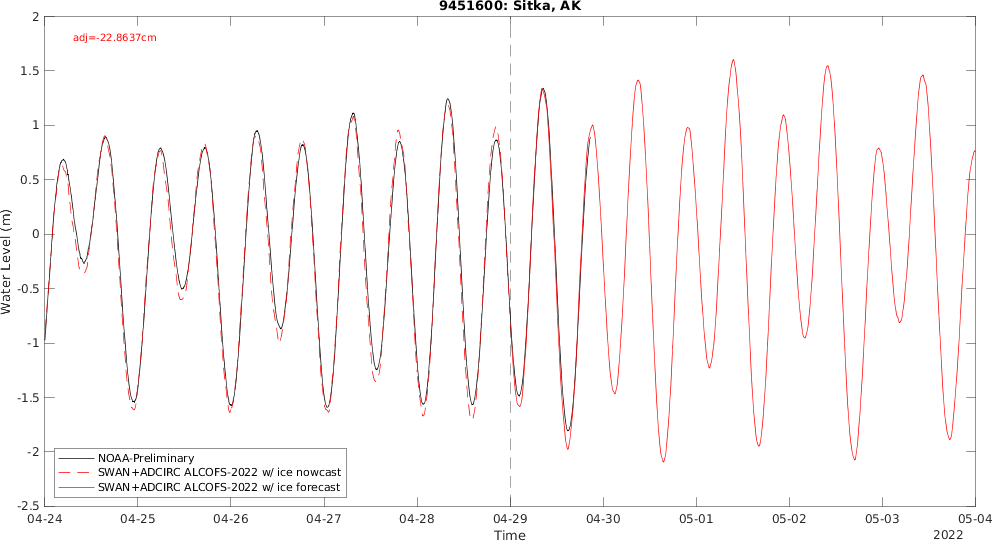 9451600: Sitka, AK
adj=-22.8637cm
2
1.5
1
0.5
0
-0.5
-1
-1.5
-2
-2.5
Water Level (m)
NOAA-Preliminary
SWAN+ADCIRC ALCOFS-2022 w/ ice nowcast
SWAN+ADCIRC ALCOFS-2022 w/ ice forecast
04-24 04-25 04-26 04-27 04-28 04-29 04-30 05-01 05-02 05-03 05-04
Time
2022